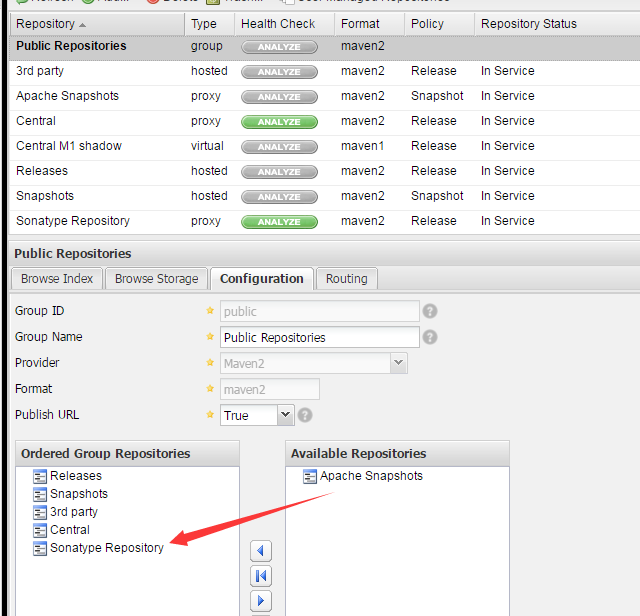 Repository Type Health Check Format Policy Repository Status
Public Repositories group ANALYZE maven2
3rd party hosted ANALYZE maven2 Release In Service
Apache Snapshots proxy ANALYZE maven2 Snapshot In Service
Central proxy ANALYZE maven2 Release In Service
Central M1 shadow virtual ANALYZE maven1 Release In Service
Releases hosted ANALYZE maven2 Release In Service
Snapshots hosted ANALYZE maven2 Snapshot In Service
Sonatype Repository proxy ANALYZE maven2 Release In Service
Public Repositories
Browse Index Browse Storage Configuration Routing
Group ID public ?
Group Name Public Repositories ?
Provider Maven2
Format maven2
Publish URL True ?
Ordered Group Repositories Available Repositories
Releases Apache Snapshots
Snapshots
3rd party
Central
Sonatype Repository